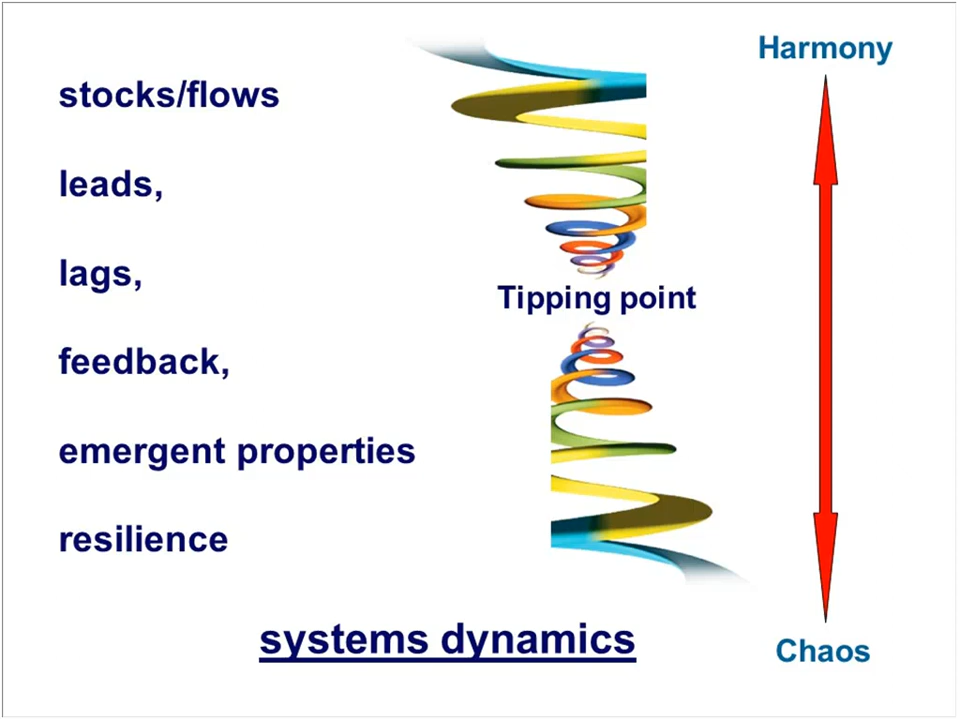 Harmony
stocks/flows
leads,
lags,
Tipping point
feedback,
emergent properties
resilience
systems dynamics
Chaos